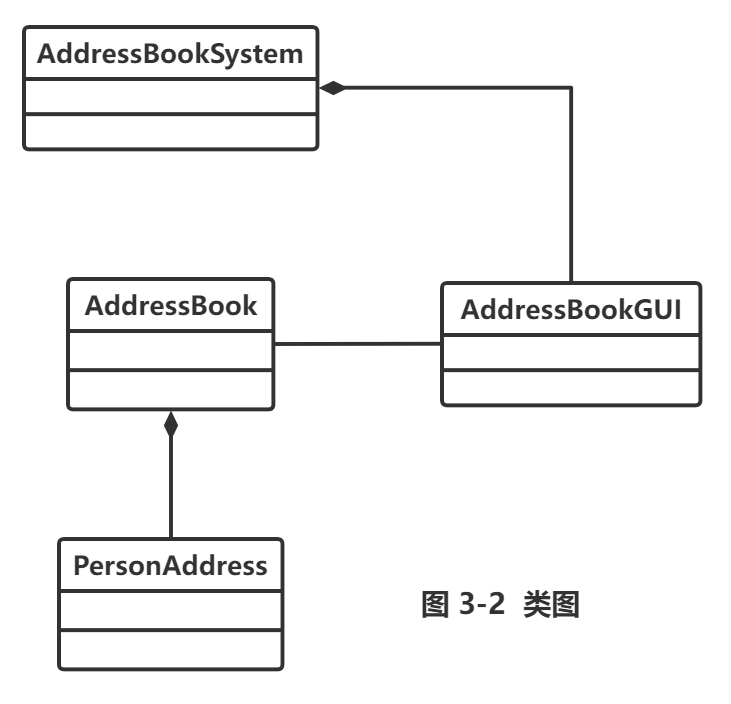 AddressBookSystem
AddressBook
AddressBookGUI
PersonAddress
图 3-2 类图